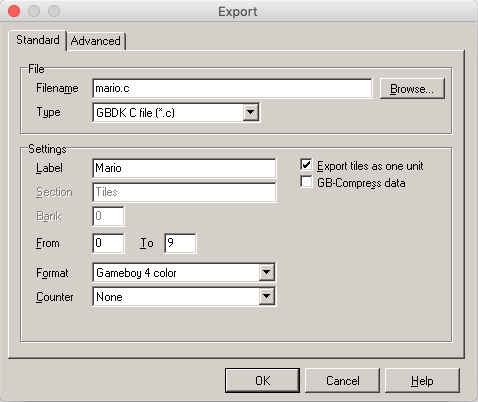 Export
Standard Advanced
File
Filename mario.c Browse...
Type GBDK C file (*.c)
Settings
Label Mario Export tiles as one unit
Section Tiles GB-Compress data
Bank 0
From 0 To 9
Format Gameboy 4 color
Counter None
OK Cancel Help